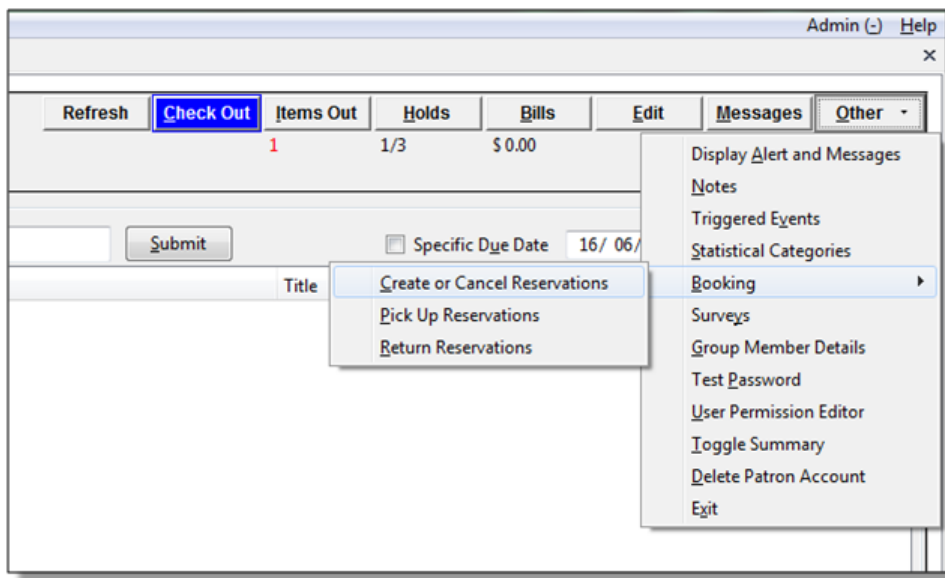 Admin (-) Help
×
Refresh Check Out Items Out Holds Bills Edit Messages Other
1 1/3 $ 0.00
Display Alert and Messages
Notes
Triggered Events
Submit Specific Due Date 16/ 06/ Statistical Categories
Title Create or Cancel Reservations Booking
Pick Up Reservations Surveys
Return Reservations Group Member Details
Test Password
User Permission Editor
Toggle Summary
Delete Patron Account
Exit